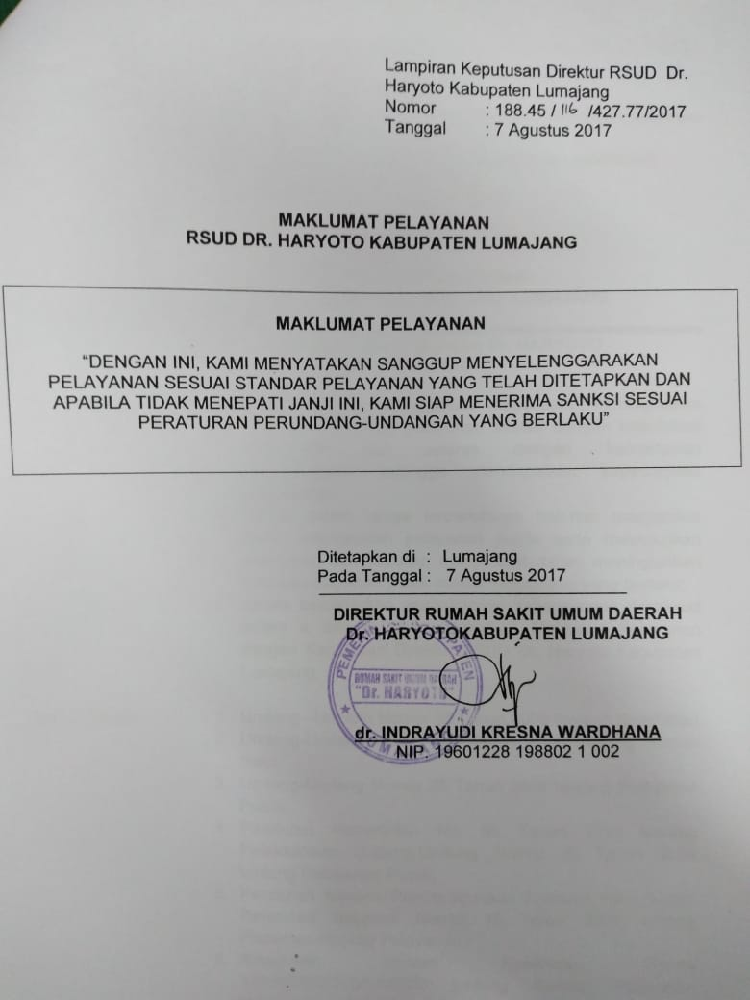 Lampiran Keputusan Direktur RSUD Dr.
Haryoto Kabupaten Lumajang
Nomor : 188.45 / 116 /427.77/2017
Tanggal : 7 Agustus 2017
MAKLUMAT PELAYANAN
RSUD DR. HARYOTO KABUPATEN LUMAJANG
MAKLUMAT PELAYANAN
“DENGAN INI, KAMI MENYATAKAN SANGGUP MENYELENGGARAKAN
PELAYANAN SESUAI STANDAR PELAYANAN YANG TELAH DITETAPKAN DAN
APABILA TIDAK MENEPATI JANJI INI, KAMI SIAP MENERIMA SANKSI SESUAI
PERATURAN PERUNDANG-UNDANGAN YANG BERLAKU”
Ditetapkan di : Lumajang
Pada Tanggal : 7 Agustus 2017
DIREKTUR RUMAH SAKIT UMUM DAERAH
Dr. HARYOTOKABUPATEN LUMAJANG
RUMAH SAKIT UMUM DAERAH
"Dr. HARYOTO"
dr. INDRAYUDI KRESNA WARDHANA
NIP. 19601228 198802 1 002